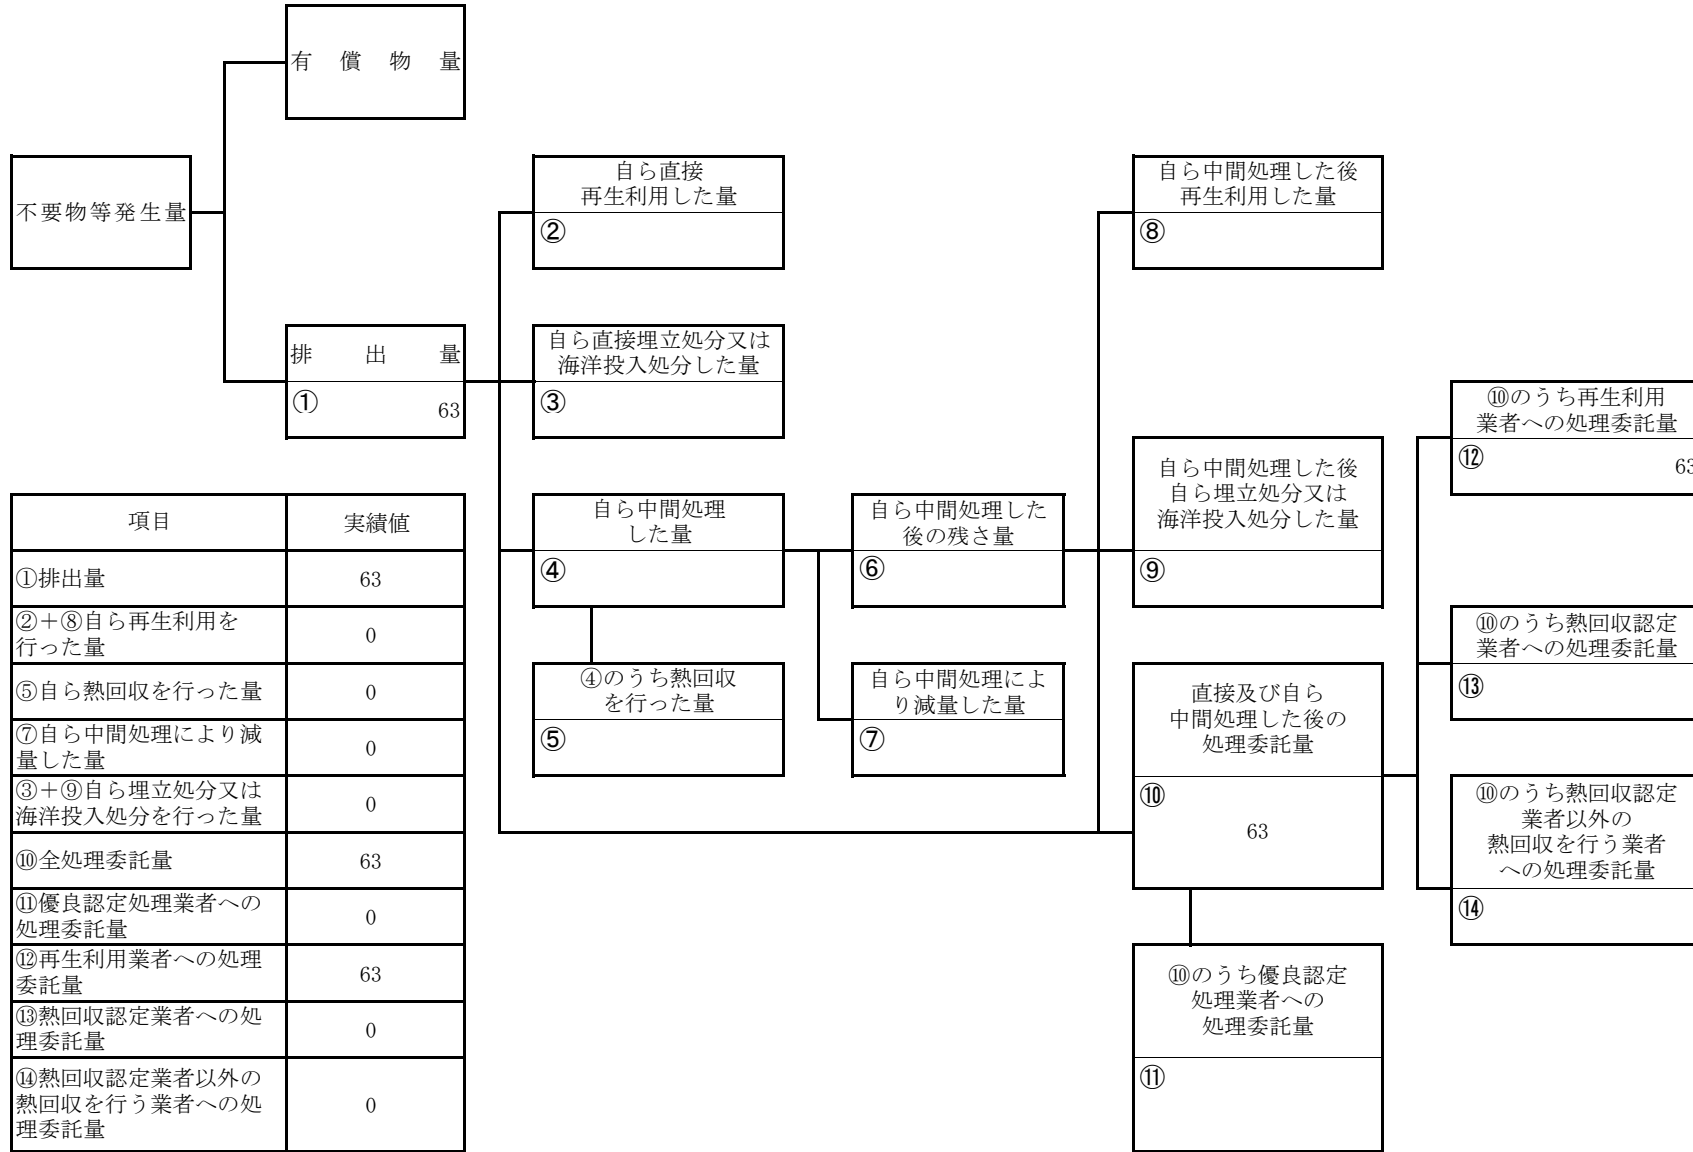 有償物量
不要物等発生量
排出量
①
63
自ら直接
再生利用した量
②
自ら直接埋立処分又は
海洋投入処分した量
③
自ら中間処理
した量
④
④のうち熱回収
を行った量
⑤
自ら中間処理した
後の残さ量
⑥
自ら中間処理によ
り減量した量
⑦
自ら中間処理した後
再生利用した量
⑧
自ら中間処理した後
自ら埋立処分又は
海洋投入処分した量
⑨
直接及び自ら
中間処理した後の
処理委託量
⑩
63
⑩のうち優良認定
処理業者への
処理委託量
⑪
⑩のうち再生利用
業者への処理委託量
⑫
63
⑩のうち熱回収認定
業者への処理委託量
⑬
⑩のうち熱回収認定
業者以外の
熱回収を行う業者
への処理委託量
⑭
項目 実績値
①排出量 63
②＋⑧自ら再生利用を
行った量 0
⑤自ら熱回収を行った量 0
⑦自ら中間処理により減
量した量 0
③＋⑨自ら埋立処分又は
海洋投入処分を行った量 0
⑩全処理委託量 63
⑪優良認定処理業者への
処理委託量 0
⑫再生利用業者への処理
委託量 63
⑬熱回収認定業者への処
理委託量 0
⑭熱回収認定業者以外の
熱回収を行う業者への処
理委託量 0